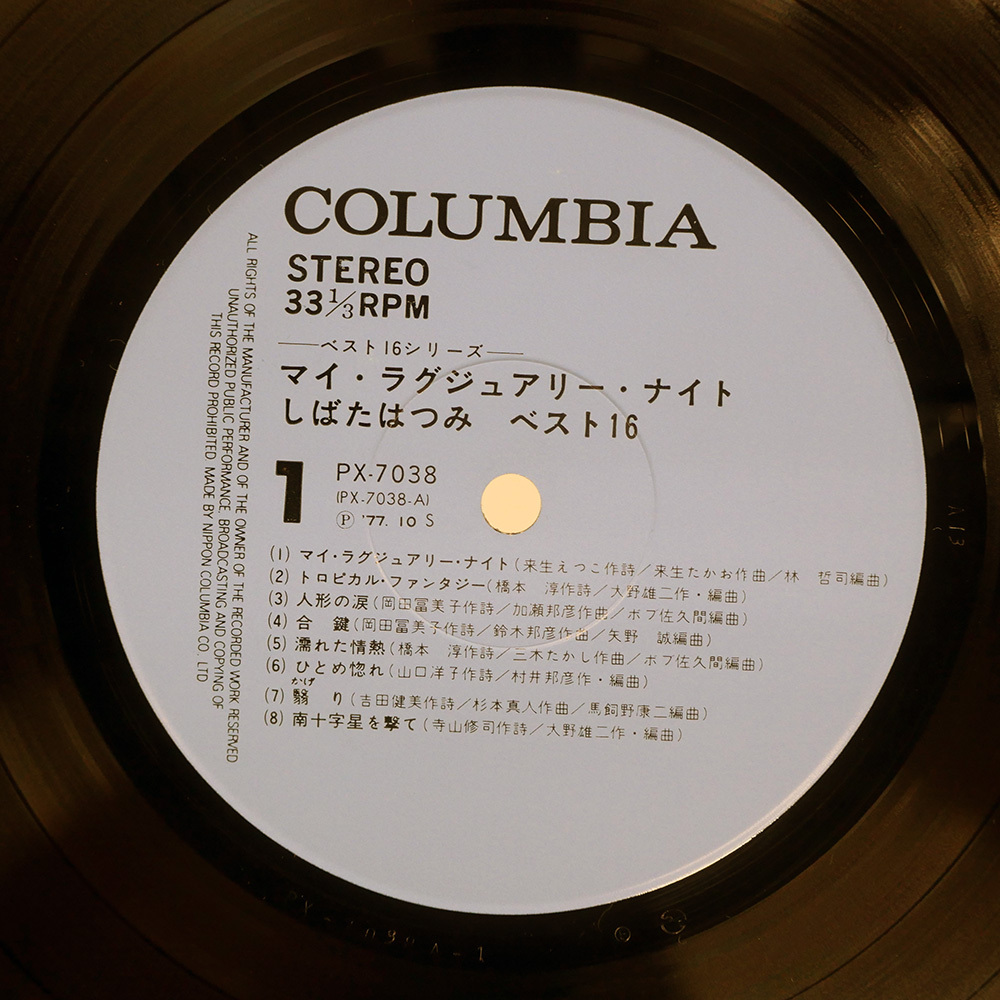 COLUMBIA
STEREO
33 1/3 RPM
ベスト16シリーズ
マイ・ラグジュアリー・ナイト
しばたはつみ ベスト16
1
PX-7038
(PX-7038-A)
Ⓟ '77. 10 S
(1) マイ・ラグジュアリー・ナイト(来生えつこ作詩/来生たかお作曲/林 哲司編曲)
(2) トロピカル・ファンタジー(橋本 淳作詩/大野雄二作・編曲)
(3) 人形の涙(岡田冨美子作詩/加瀬邦彦作曲/ボブ佐久間編曲)
(4) 合 鍵(岡田冨美子作詩/鈴木邦彦作曲/矢野 誠編曲)
(5) 濡れた情熱(橋本 淳作詩/三木たかし作曲/ボブ佐久間編曲)
(6) ひとめ惚れ(山口洋子作詩/村井邦彦作・編曲)
かげ
(7) 翳 り(吉田健美作詩/杉本真人作曲/馬飼野康二編曲)
(8) 南十字星を撃て(寺山修司作詩/大野雄二作・編曲)
ALL RIGHTS OF THE MANUFACTURER AND OF THE OWNER OF THE RECORDED WORK RESERVED
UNAUTHORIZED PUBLIC PERFORMANCE, BROADCASTING AND COPYING OF
THIS RECORD PROHIBITED. MADE BY NIPPON COLUMBIA CO. LTD.
A13